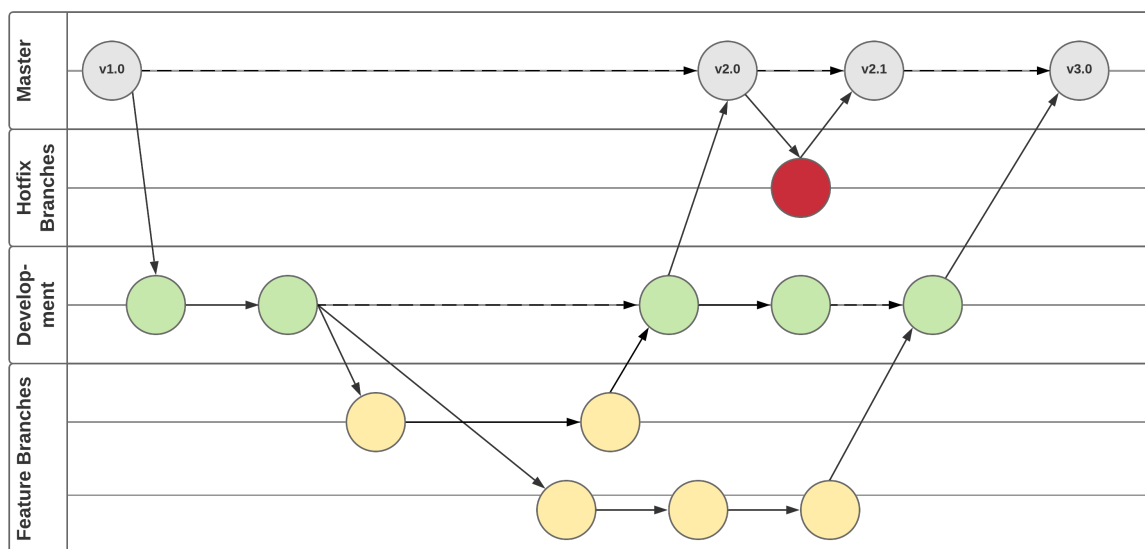 Master
v1.0
v2.0
v2.1
v3.0
Hotfix
Branches
Develop-
ment
Feature Branches